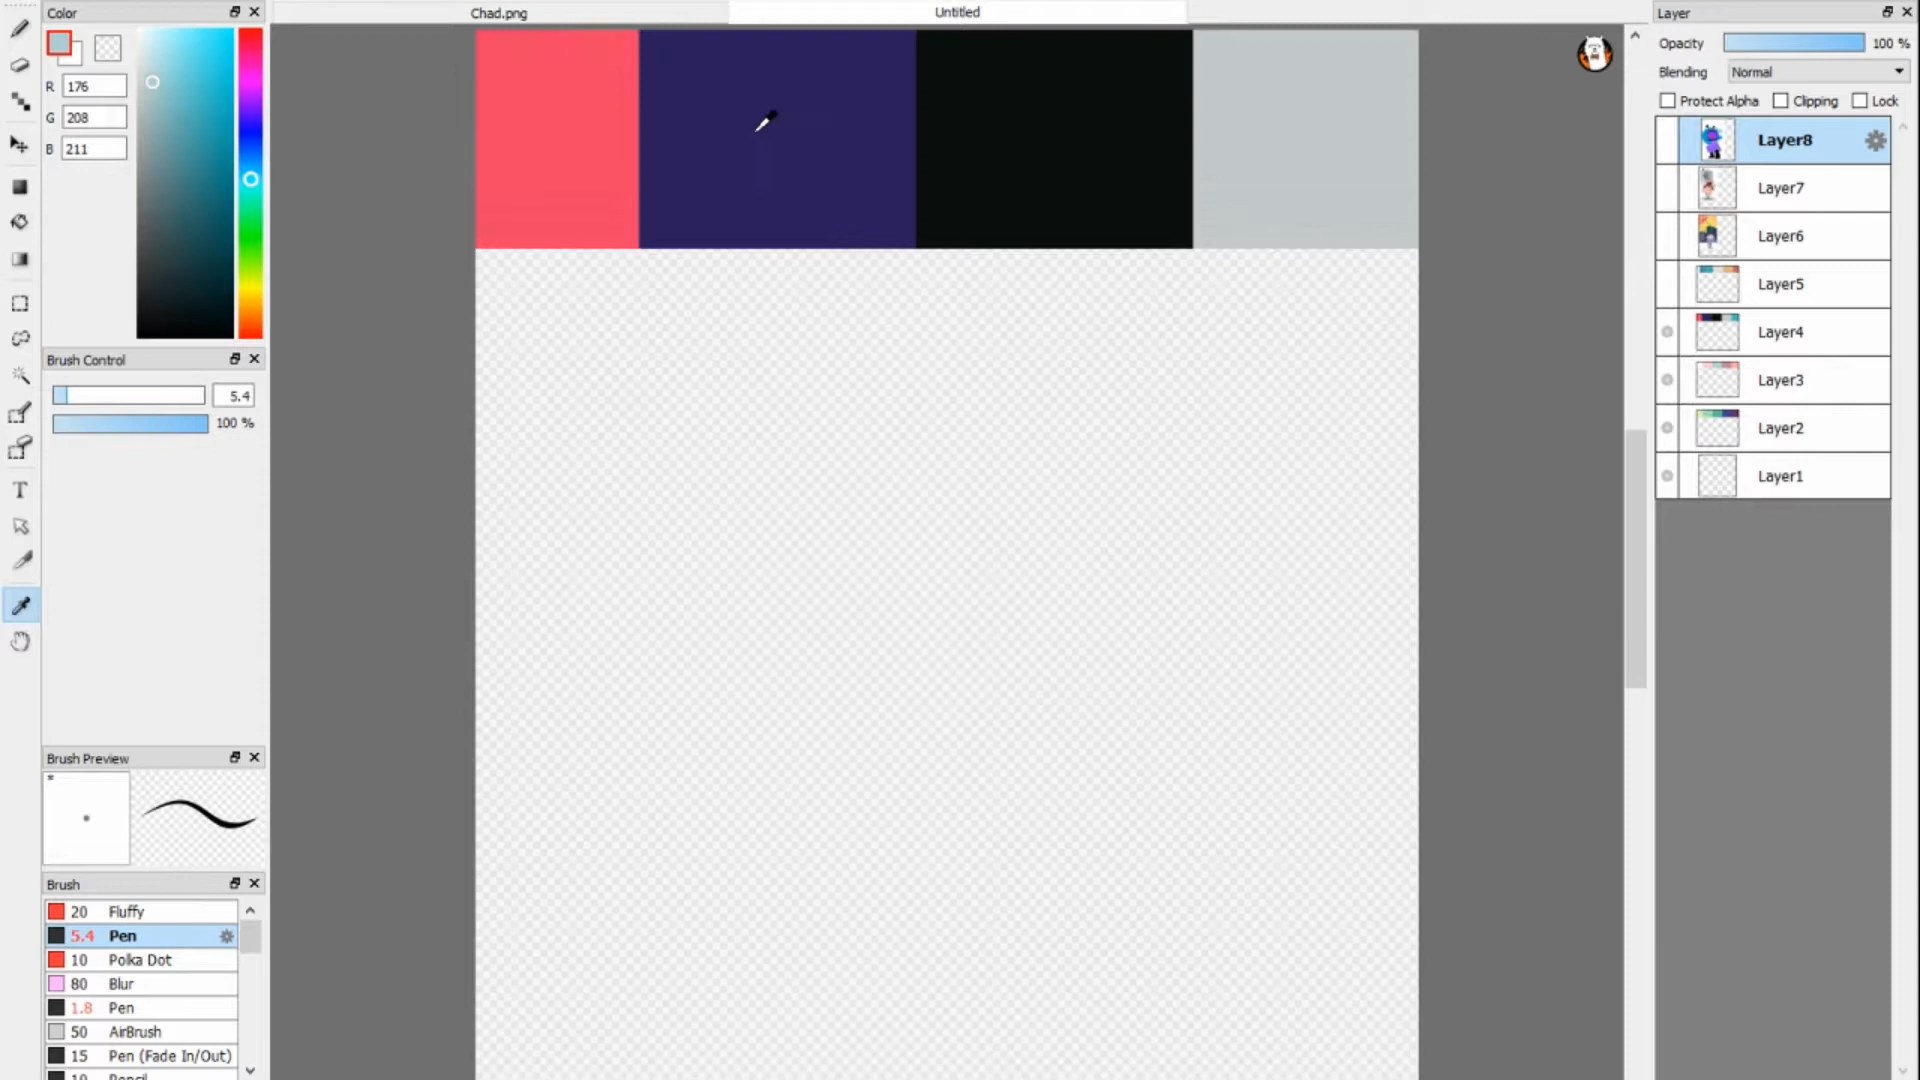 Color
Chad.png
Untitled
Layer
R 176
G 208
B 211
Opacity 100 %
Blending Normal
Protect Alpha Clipping Lock
Layer8
Layer7
Layer6
Layer5
Layer4
Layer3
Layer2
Layer1
Brush Control
5.4
100 %
T
Brush Preview
*
Brush
20 Fluffy
5.4 Pen
10 Polka Dot
80 Blur
1.8 Pen
50 AirBrush
15 Pen (Fade In/Out)
10 Pencil